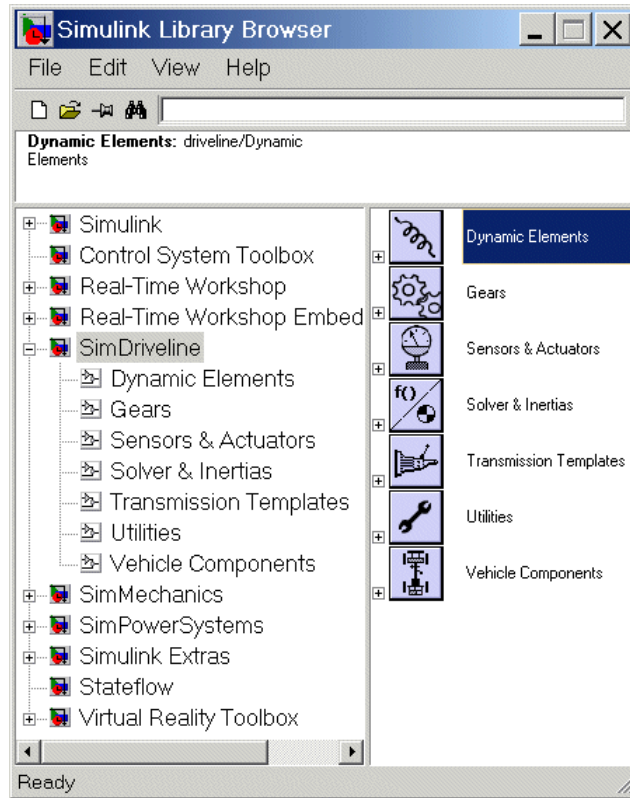 Simulink Library Browser
File Edit View Help
Dynamic Elements: driveline/Dynamic
Elements
Simulink
Control System Toolbox
Real-Time Workshop
Real-Time Workshop Embed
SimDriveline
Dynamic Elements
Gears
Sensors & Actuators
Solver & Inertias
Transmission Templates
Utilities
Vehicle Components
SimMechanics
SimPowerSystems
Simulink Extras
Stateflow
Virtual Reality Toolbox
Dynamic Elements
Gears
Sensors & Actuators
f()
Solver & Inertias
Transmission Templates
Utilities
Vehicle Components
Ready